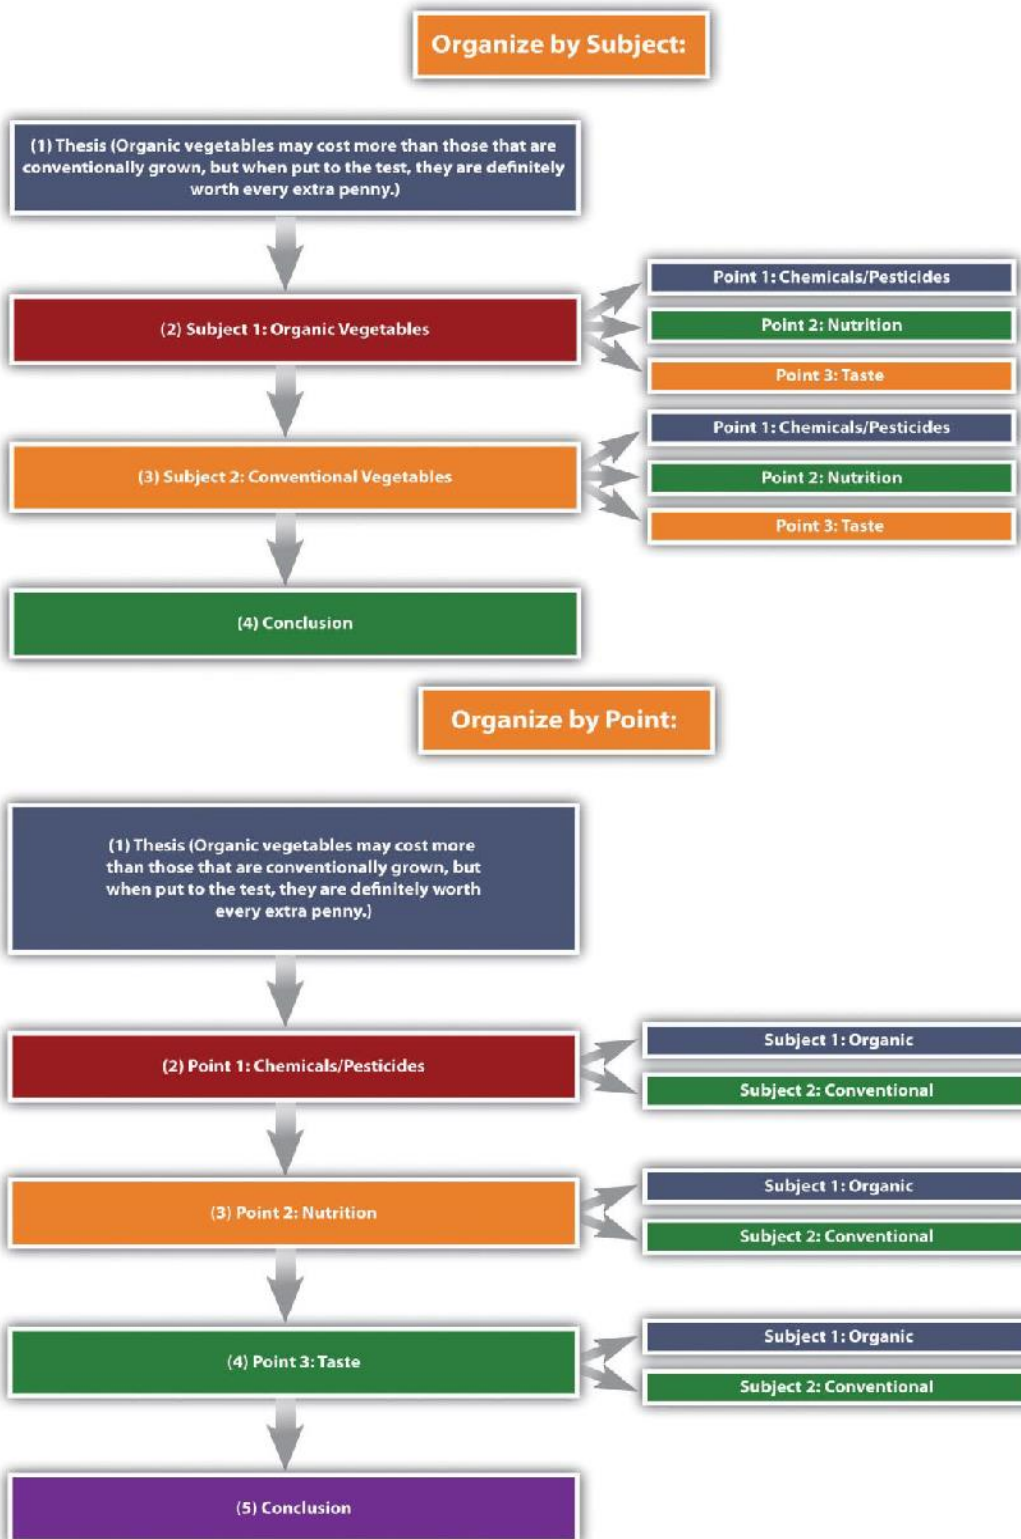 Organize by Subject:
(1) Thesis (Organic vegetables may cost more than those that are
conventionally grown, but when put to the test, they are definitely
worth every extra penny.)
(2) Subject 1: Organic Vegetables
Point 1: Chemicals/Pesticides
Point 2: Nutrition
Point 3: Taste
(3) Subject 2: Conventional Vegetables
Point 1: Chemicals/Pesticides
Point 2: Nutrition
Point 3: Taste
(4) Conclusion
Organize by Point:
(1) Thesis (Organic vegetables may cost more
than those that are conventionally grown, but
when put to the test, they are definitely worth
every extra penny.)
(2) Point 1: Chemicals/Pesticides
Subject 1: Organic
Subject 2: Conventional
(3) Point 2: Nutrition
Subject 1: Organic
Subject 2: Conventional
(4) Point 3: Taste
Subject 1: Organic
Subject 2: Conventional
(5) Conclusion